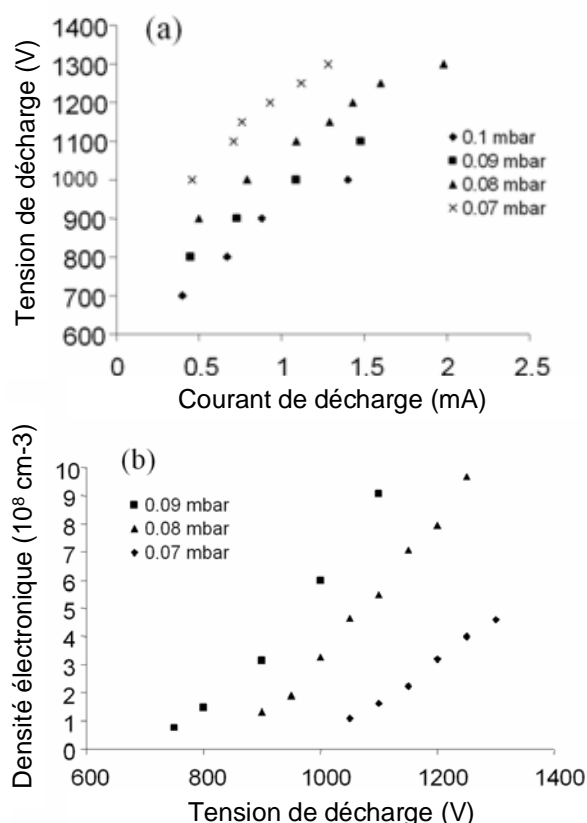 (a)
Tension de décharge (V)
1300
1200
1100
1000
900
800
700
600
0
0.5
1
1.5
2
2.5
0.1 mbar
0.09 mbar
0.08 mbar
0.07 mbar
Courant de décharge (mA)
(b)
Densité électronique (10⁸ cm-3)
10
9
8
7
6
5
4
3
2
1
0
600
800
1000
1200
1400
0.09 mbar
0.08 mbar
0.07 mbar
Tension de décharge (V)